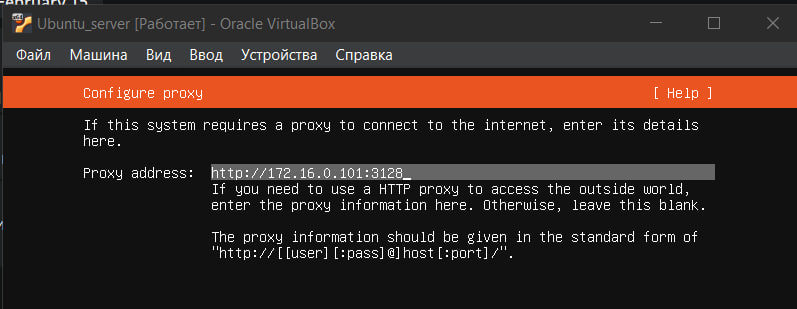 February 15
Ubuntu_server [Работает] - Oracle VirtualBox
Файл Машина Вид Ввод Устройства Справка
Configure proxy [ Help ]
If this system requires a proxy to connect to the internet, enter its details
here.
Proxy address: http://172.16.0.101:3128_
If you need to use a HTTP proxy to access the outside world,
enter the proxy information here. Otherwise, leave this blank.
The proxy information should be given in the standard form of
"http://[[user][:pass]@]host[:port]/".